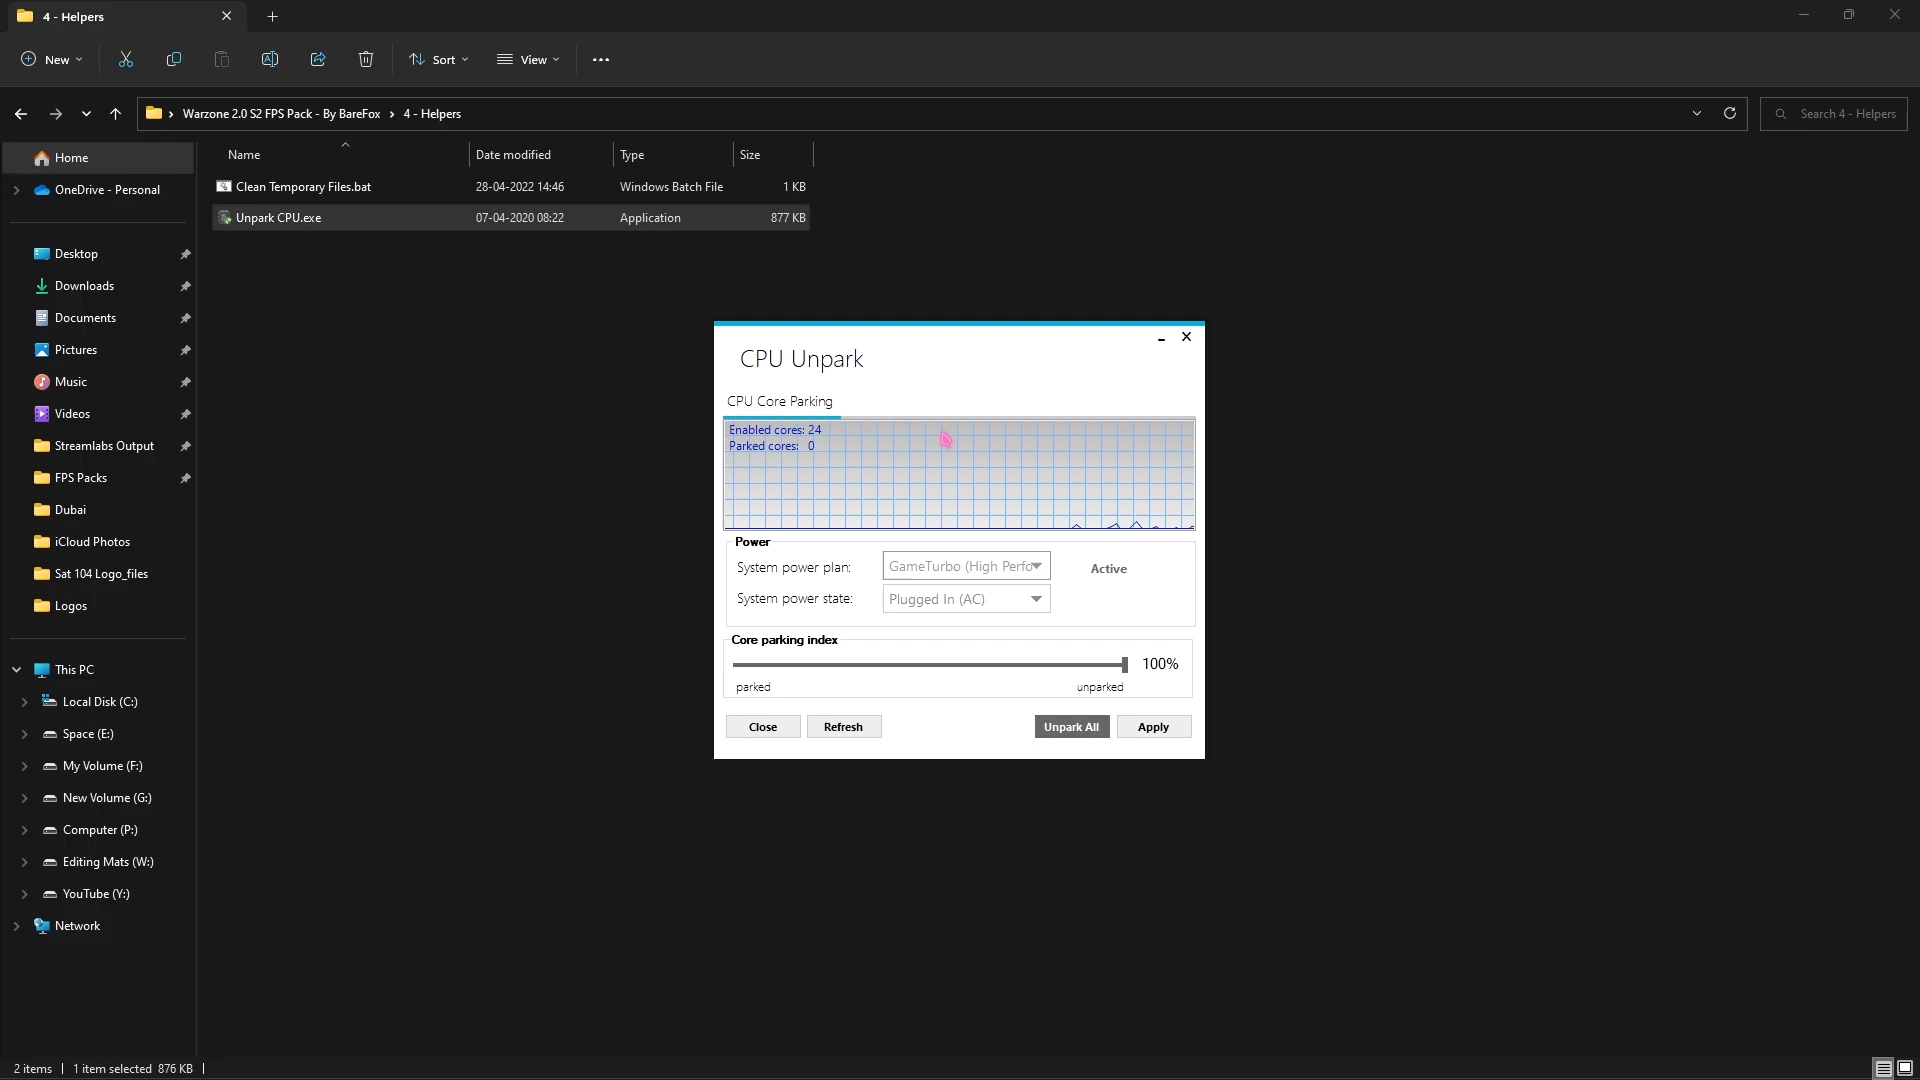 4 - Helpers
New
Sort
View
Warzone 2.0 S2 FPS Pack - By BareFox > 4 - Helpers
Search 4 - Helpers
Home
OneDrive - Personal
Desktop
Downloads
Documents
Pictures
Music
Videos
Streamlabs Output
FPS Packs
Dubai
iCloud Photos
Sat 104 Logo_files
Logos
This PC
Local Disk (C:)
Space (E:)
My Volume (F:)
New Volume (G:)
Computer (P:)
Editing Mats (W:)
YouTube (Y:)
Network
Name Date modified Type Size
Clean Temporary Files.bat 28-04-2022 14:46 Windows Batch File 1 KB
Unpark CPU.exe 07-04-2020 08:22 Application 877 KB
CPU Unpark
CPU Core Parking
Enabled cores: 24
Parked cores: 0
Power
System power plan: GameTurbo (High Perfo Active
System power state: Plugged In (AC)
Core parking index
100%
parked unparked
Close Refresh Unpark All Apply
2 items 1 item selected 876 KB